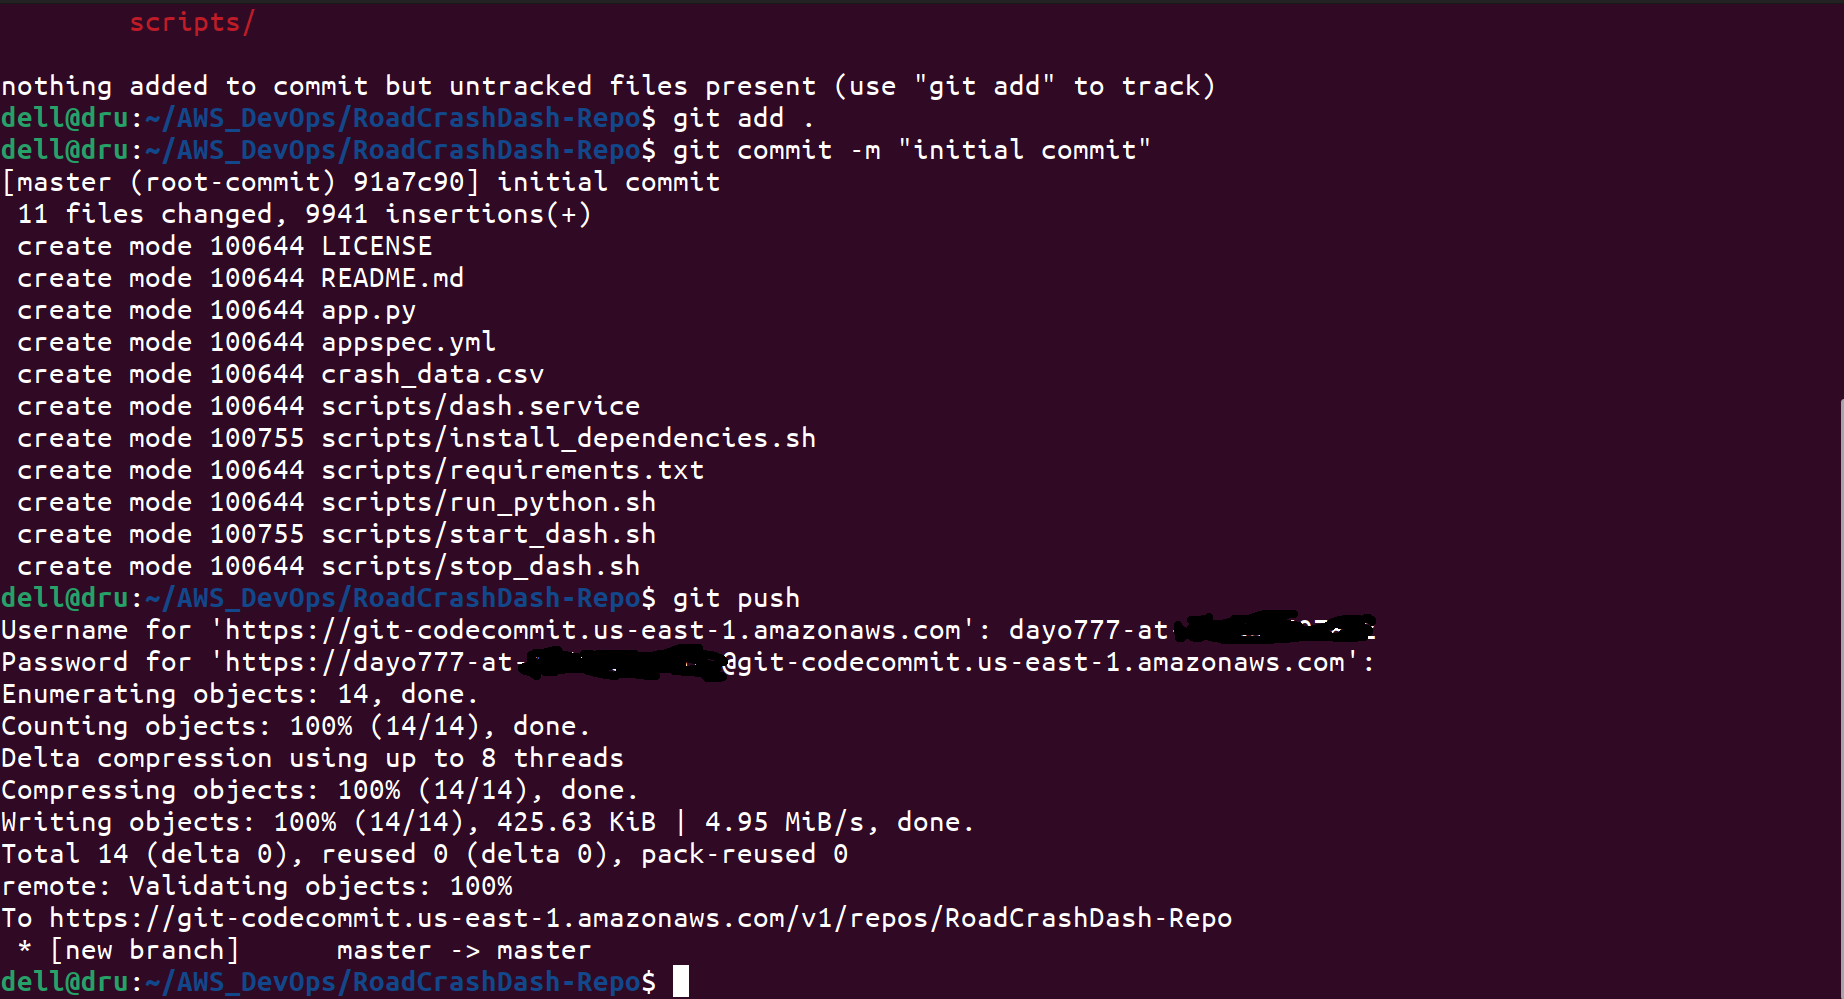 scripts/
nothing added to commit but untracked files present (use "git add" to track)
dell@dru:~/AWS_DevOps/RoadCrashDash-Repo$ git add .
dell@dru:~/AWS_DevOps/RoadCrashDash-Repo$ git commit -m "initial commit"
[master (root-commit) 91a7c90] initial commit
 11 files changed, 9941 insertions(+)
 create mode 100644 LICENSE
 create mode 100644 README.md
 create mode 100644 app.py
 create mode 100644 appspec.yml
 create mode 100644 crash_data.csv
 create mode 100644 scripts/dash.service
 create mode 100755 scripts/install_dependencies.sh
 create mode 100644 scripts/requirements.txt
 create mode 100644 scripts/run_python.sh
 create mode 100755 scripts/start_dash.sh
 create mode 100644 scripts/stop_dash.sh
dell@dru:~/AWS_DevOps/RoadCrashDash-Repo$ git push
Username for 'https://git-codecommit.us-east-1.amazonaws.com': dayo777-at-
Password for 'https://dayo777-at-@git-codecommit.us-east-1.amazonaws.com':
Enumerating objects: 14, done.
Counting objects: 100% (14/14), done.
Delta compression using up to 8 threads
Compressing objects: 100% (14/14), done.
Writing objects: 100% (14/14), 425.63 KiB | 4.95 MiB/s, done.
Total 14 (delta 0), reused 0 (delta 0), pack-reused 0
remote: Validating objects: 100%
To https://git-codecommit.us-east-1.amazonaws.com/v1/repos/RoadCrashDash-Repo
 * [new branch]      master -> master
dell@dru:~/AWS_DevOps/RoadCrashDash-Repo$